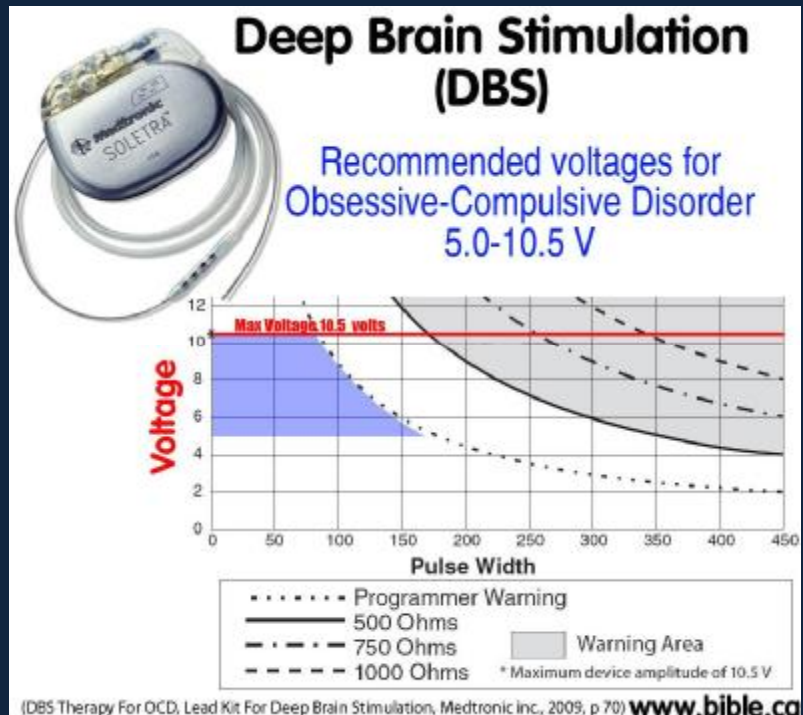 Deep Brain Stimulation
(DBS)
Medtronic
SOLETRA™
Recommended voltages for
Obsessive-Compulsive Disorder
5.0-10.5 V
Max Voltage 10.5 volts
Voltage
12
10
8
6
4
2
0
0 50 100 150 200 250 300 350 400 450
Pulse Width
Programmer Warning
500 Ohms
750 Ohms
Warning Area
1000 Ohms
* Maximum device amplitude of 10.5 V
(DBS Therapy For OCD, Lead Kit For Deep Brain Stimulation, Medtronic inc., 2009, p 70) www.bible.ca